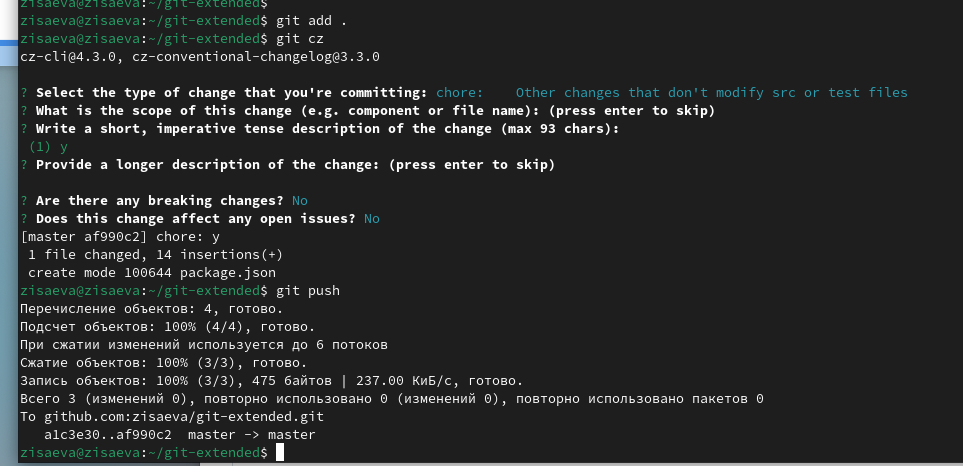 zisaeva@zisaeva:~/git-extended$
zisaeva@zisaeva:~/git-extended$ git add .
zisaeva@zisaeva:~/git-extended$ git cz
cz-cli@4.3.0, cz-conventional-changelog@3.3.0
? Select the type of change that you're committing: chore:    Other changes that don't modify src or test files
? What is the scope of this change (e.g. component or file name): (press enter to skip)
? Write a short, imperative tense description of the change (max 93 chars):
 (1) y
? Provide a longer description of the change: (press enter to skip)
? Are there any breaking changes? No
? Does this change affect any open issues? No
[master af990c2] chore: y
 1 file changed, 14 insertions(+)
 create mode 100644 package.json
zisaeva@zisaeva:~/git-extended$ git push
Перечисление объектов: 4, готово.
Подсчет объектов: 100% (4/4), готово.
При сжатии изменений используется до 6 потоков
Сжатие объектов: 100% (3/3), готово.
Запись объектов: 100% (3/3), 475 байтов | 237.00 КиБ/с, готово.
Всего 3 (изменений 0), повторно использовано 0 (изменений 0), повторно использовано пакетов 0
To github.com:zisaeva/git-extended.git
   a1c3e30..af990c2  master -> master
zisaeva@zisaeva:~/git-extended$